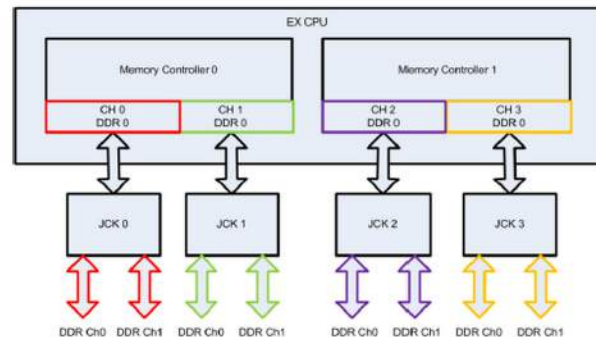 EX CPU
Memory Controller 0
Memory Controller 1
CH 0
DDR 0
CH 1
DDR 0
CH 2
DDR O
CH 3
DDR 0
JCK 0
JCK 1
JCK 2
JCK 3
DDR Ch0
DDR Ch1
DDR Ch0
DDR Ch1
DDR Ch0
DDR Ch1
DDR Ch0
DDR Ch1